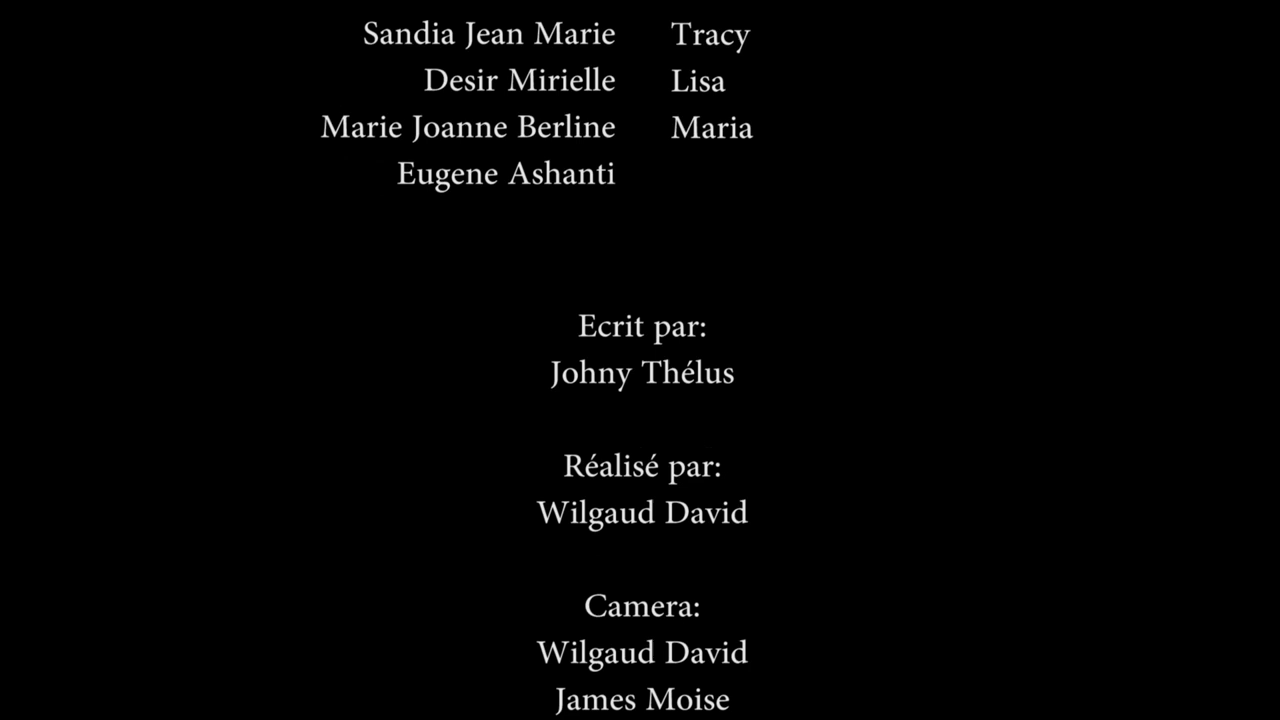 Sandia Jean Marie Tracy
Desir Mirielle Lisa
Marie Joanne Berline Maria
Eugene Ashanti
Ecrit par:
Johny Thélus
Réalisé par:
Wilgaud David
Camera:
Wilgaud David
James Moise